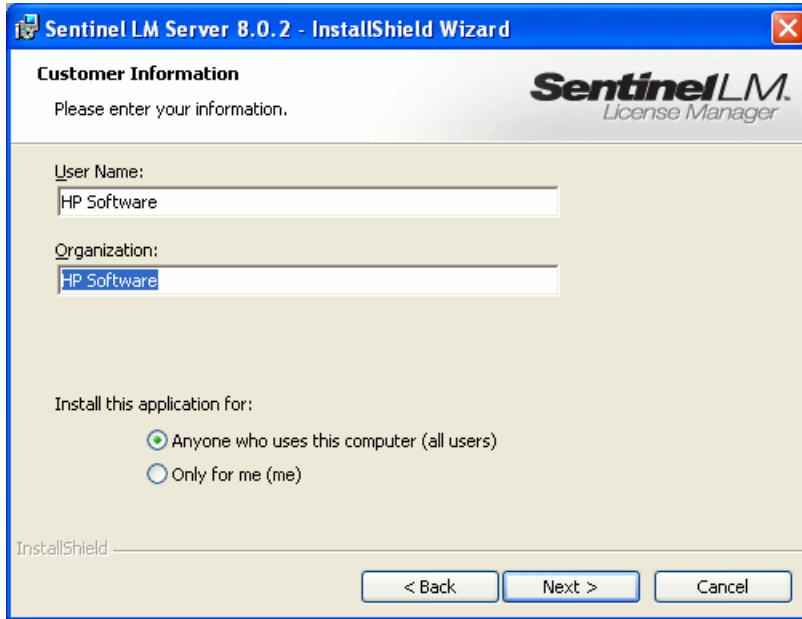 Sentinel LM Server 8.0.2 - InstallShield Wizard
Customer Information
Please enter your information.
SentinelLM.
License Manager
User Name:
HP Software
Organization:
HP Software
Install this application for:
Anyone who uses this computer (all users)
Only for me (me)
InstallShield
< Back
Next >
Cancel